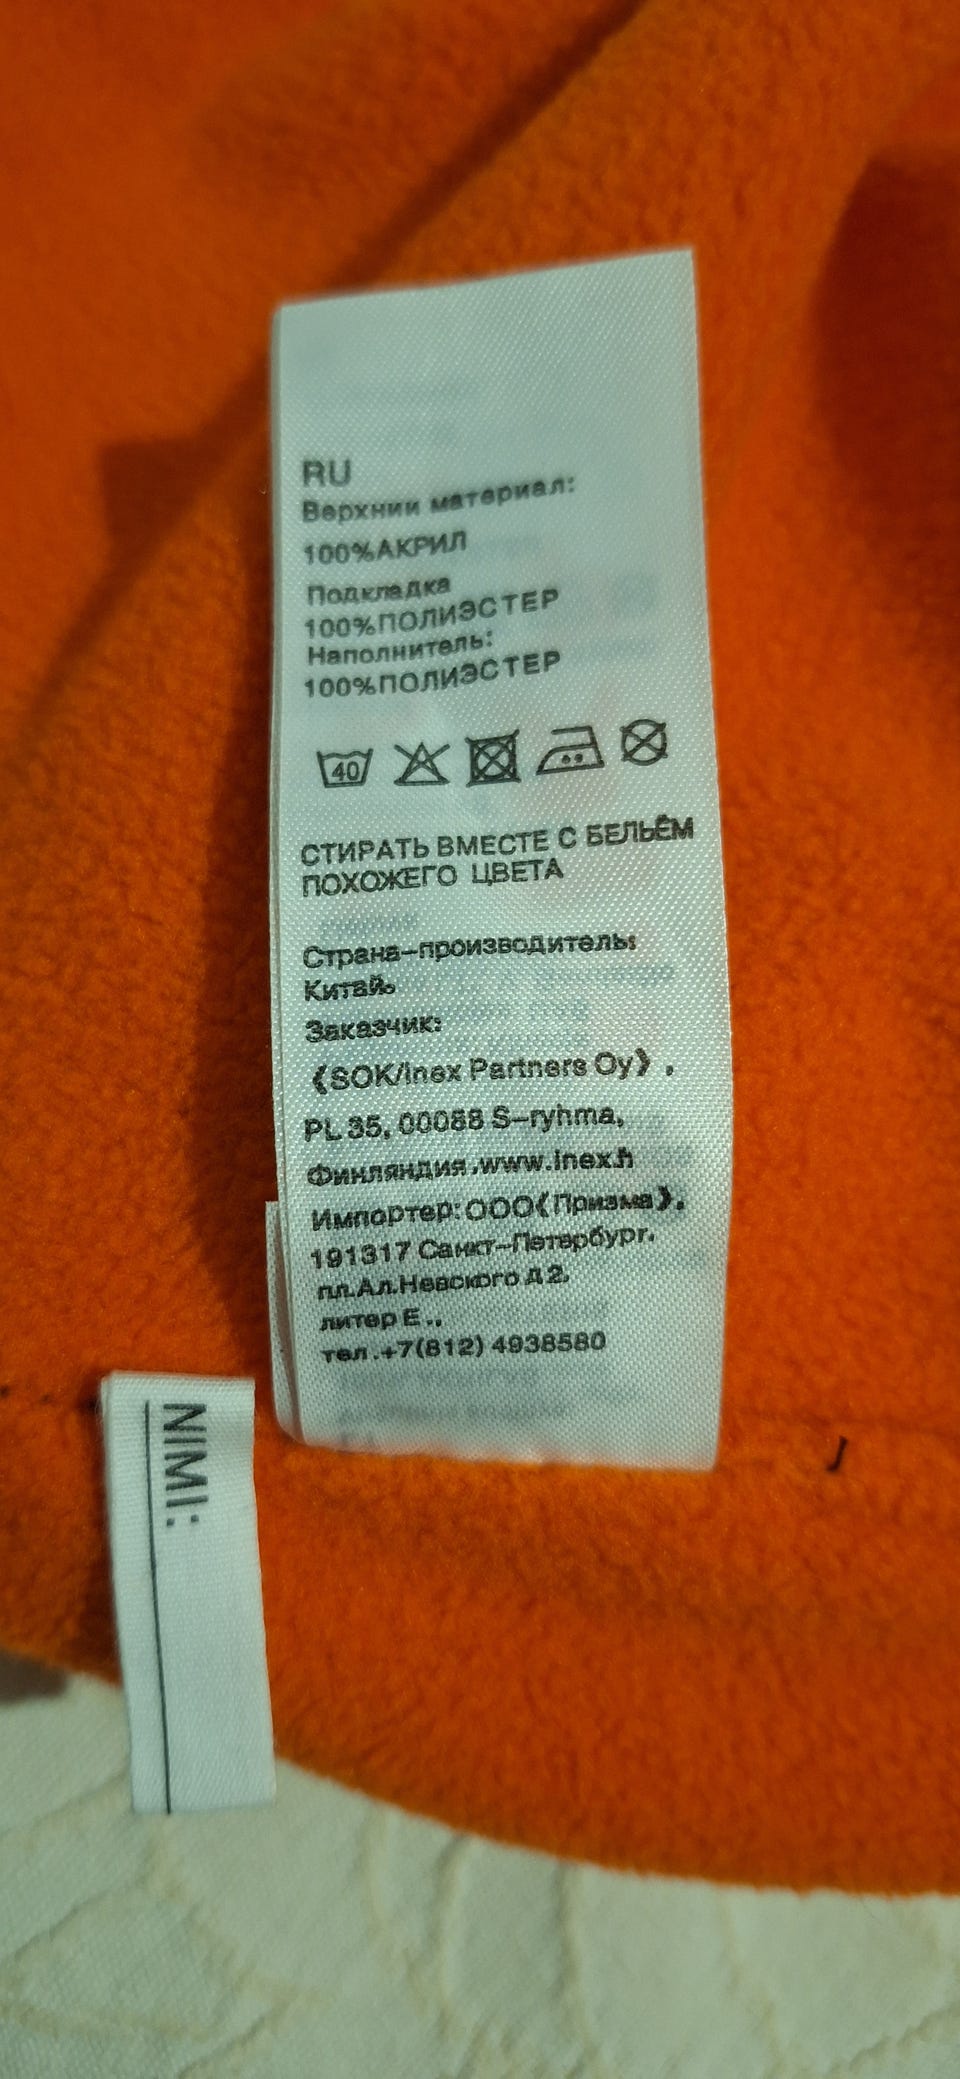 RU
Верхнии материал:
100%АКРИЛ
Подкладка
100%ПОЛИЭСТЕР
Наполнитель:
100%ПОЛИЭСТЕР
40
СТИРАТЬ ВМЕСТЕ С БЕЛЬЁМ
ПОХОЖЕГО ЦВЕТА
Страна-производитель:
Китай。
Заказчик:
《SOK/Inex Partners Oy》,
PL 35, 00088 S-ryhma,
Финляндия,www.inex.fi
Импортер:ООО《Призма》,
191317 Санкт-Петербург,
пл.Ал.Невского д 2,
литер Е .,
тел.+7(812) 4938580
NIMI: